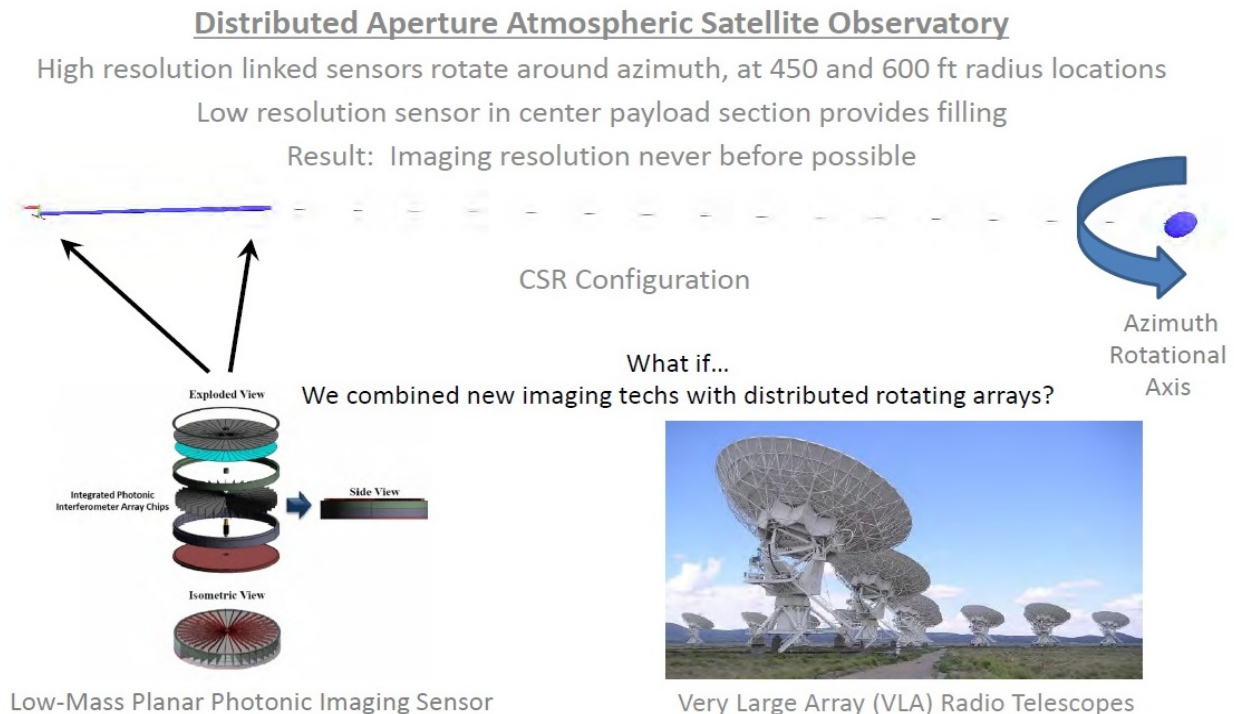 Distributed Aperture Atmospheric Satellite Observatory
High resolution linked sensors rotate around azimuth, at 450 and 600 ft radius locations
Low resolution sensor in center payload section provides filling
Result: Imaging resolution never before possible
CSR Configuration
Azimuth
Rotational
Axis
What if...
We combined new imaging techs with distributed rotating arrays?
Exploded View
Integrated Photonic
Interferometer Array Chips
Side View
Isometric View
Low-Mass Planar Photonic Imaging Sensor
Very Large Array (VLA) Radio Telescopes